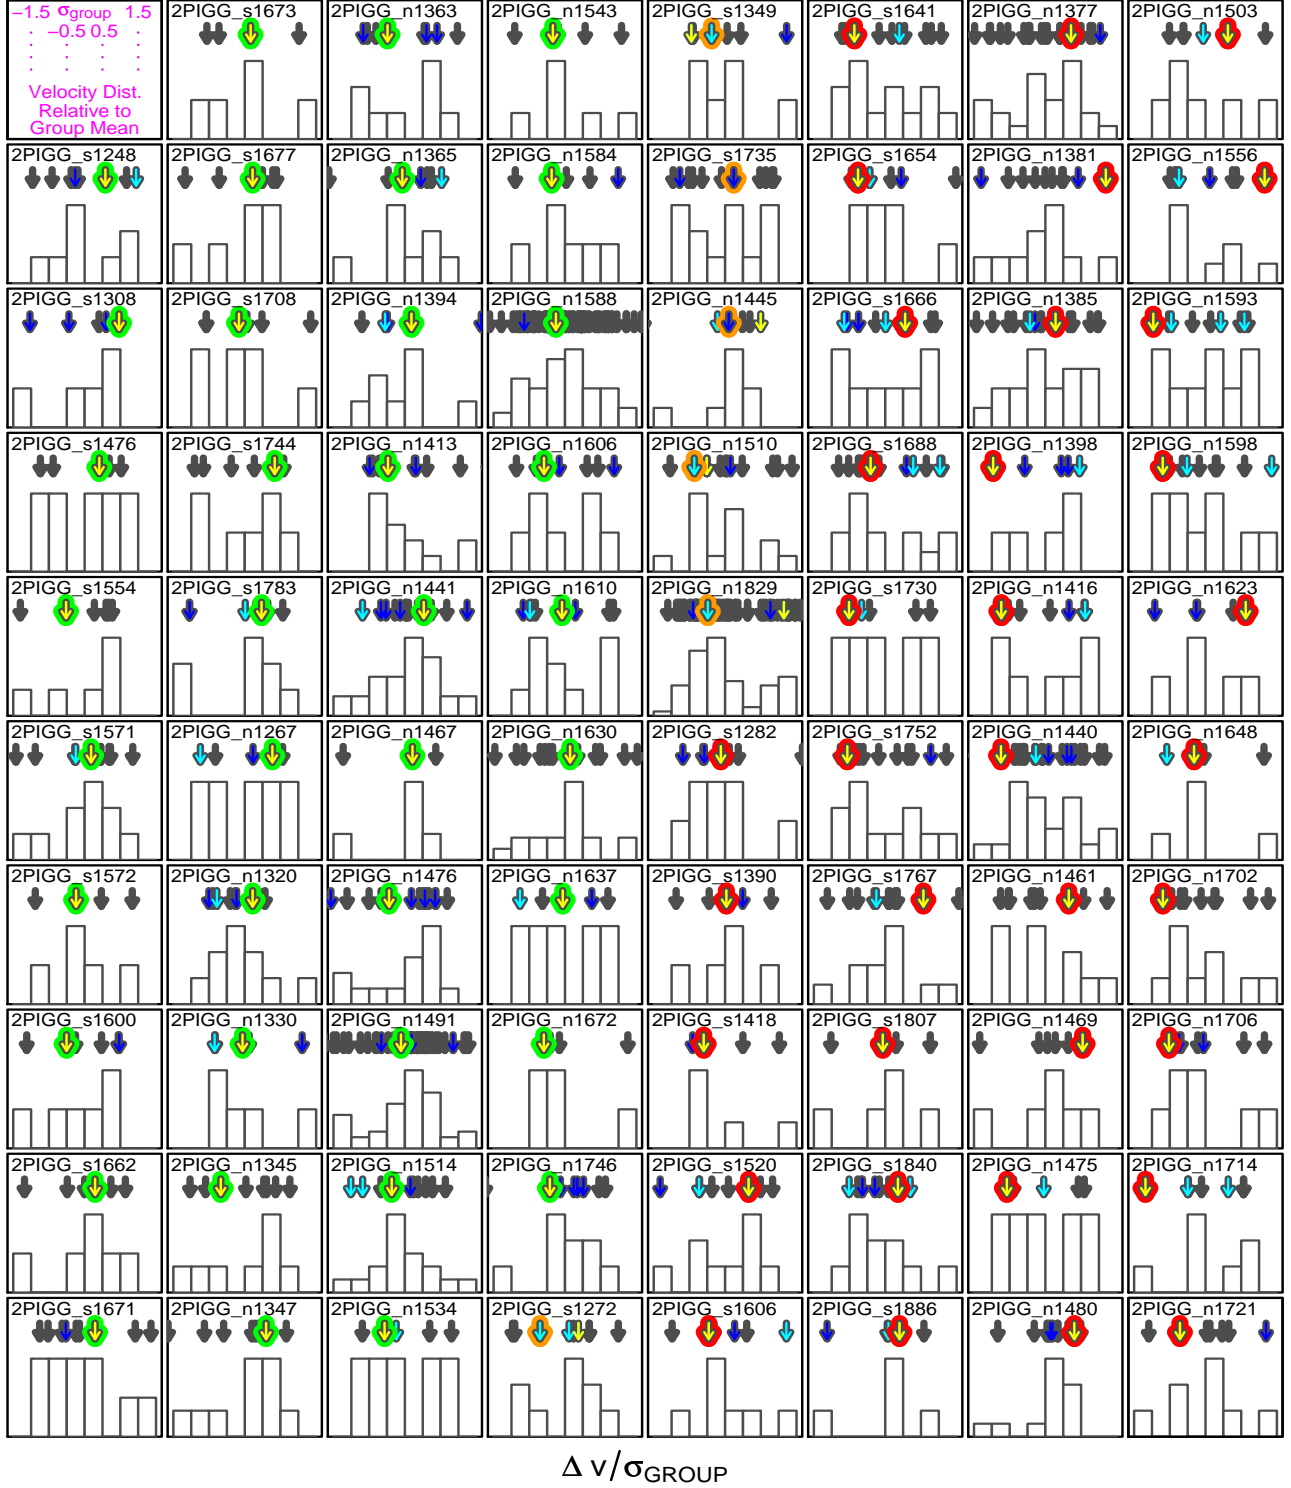 −1.5 σgroup 1.5
−0.5 0.5
Velocity Dist.
Relative to
Group Mean
2PIGG_s1673
2PIGG_n1363
2PIGG_n1543
2PIGG_s1349
2PIGG_s1641
2PIGG_n1377
2PIGG_n1503
2PIGG_s1248
2PIGG_s1677
2PIGG_n1365
2PIGG_n1584
2PIGG_s1735
2PIGG_s1654
2PIGG_n1381
2PIGG_n1556
2PIGG_s1308
2PIGG_s1708
2PIGG_n1394
2PIGG_n1588
2PIGG_n1445
2PIGG_s1666
2PIGG_n1385
2PIGG_n1593
2PIGG_s1476
2PIGG_s1744
2PIGG_n1413
2PIGG_n1606
2PIGG_n1510
2PIGG_s1688
2PIGG_n1398
2PIGG_n1598
2PIGG_s1554
2PIGG_s1783
2PIGG_n1441
2PIGG_n1610
2PIGG_n1829
2PIGG_s1730
2PIGG_n1416
2PIGG_n1623
2PIGG_s1571
2PIGG_n1267
2PIGG_n1467
2PIGG_n1630
2PIGG_s1282
2PIGG_s1752
2PIGG_n1440
2PIGG_n1648
2PIGG_s1572
2PIGG_n1320
2PIGG_n1476
2PIGG_n1637
2PIGG_s1390
2PIGG_s1767
2PIGG_n1461
2PIGG_n1702
2PIGG_s1600
2PIGG_n1330
2PIGG_n1491
2PIGG_n1672
2PIGG_s1418
2PIGG_s1807
2PIGG_n1469
2PIGG_n1706
2PIGG_s1662
2PIGG_n1345
2PIGG_n1514
2PIGG_n1746
2PIGG_s1520
2PIGG_s1840
2PIGG_n1475
2PIGG_n1714
2PIGG_s1671
2PIGG_n1347
2PIGG_n1534
2PIGG_s1272
2PIGG_s1606
2PIGG_s1886
2PIGG_n1480
2PIGG_n1721
Δ v/σGROUP